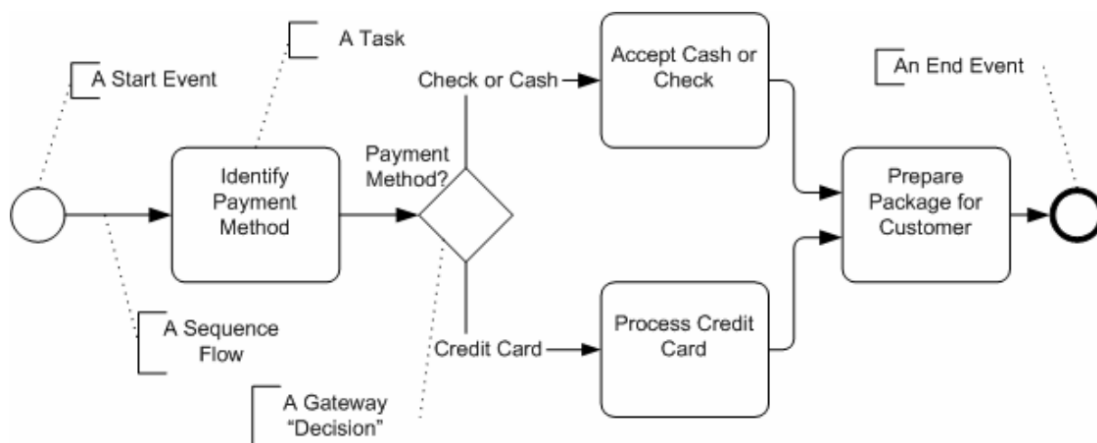 A Task
A Start Event
An End Event
Check or Cash
Accept Cash or
Check
Payment
Method?
Identify
Payment
Method
Prepare
Package for
Customer
A Sequence
Flow
Credit Card
Process Credit
Card
A Gateway
“Decision”